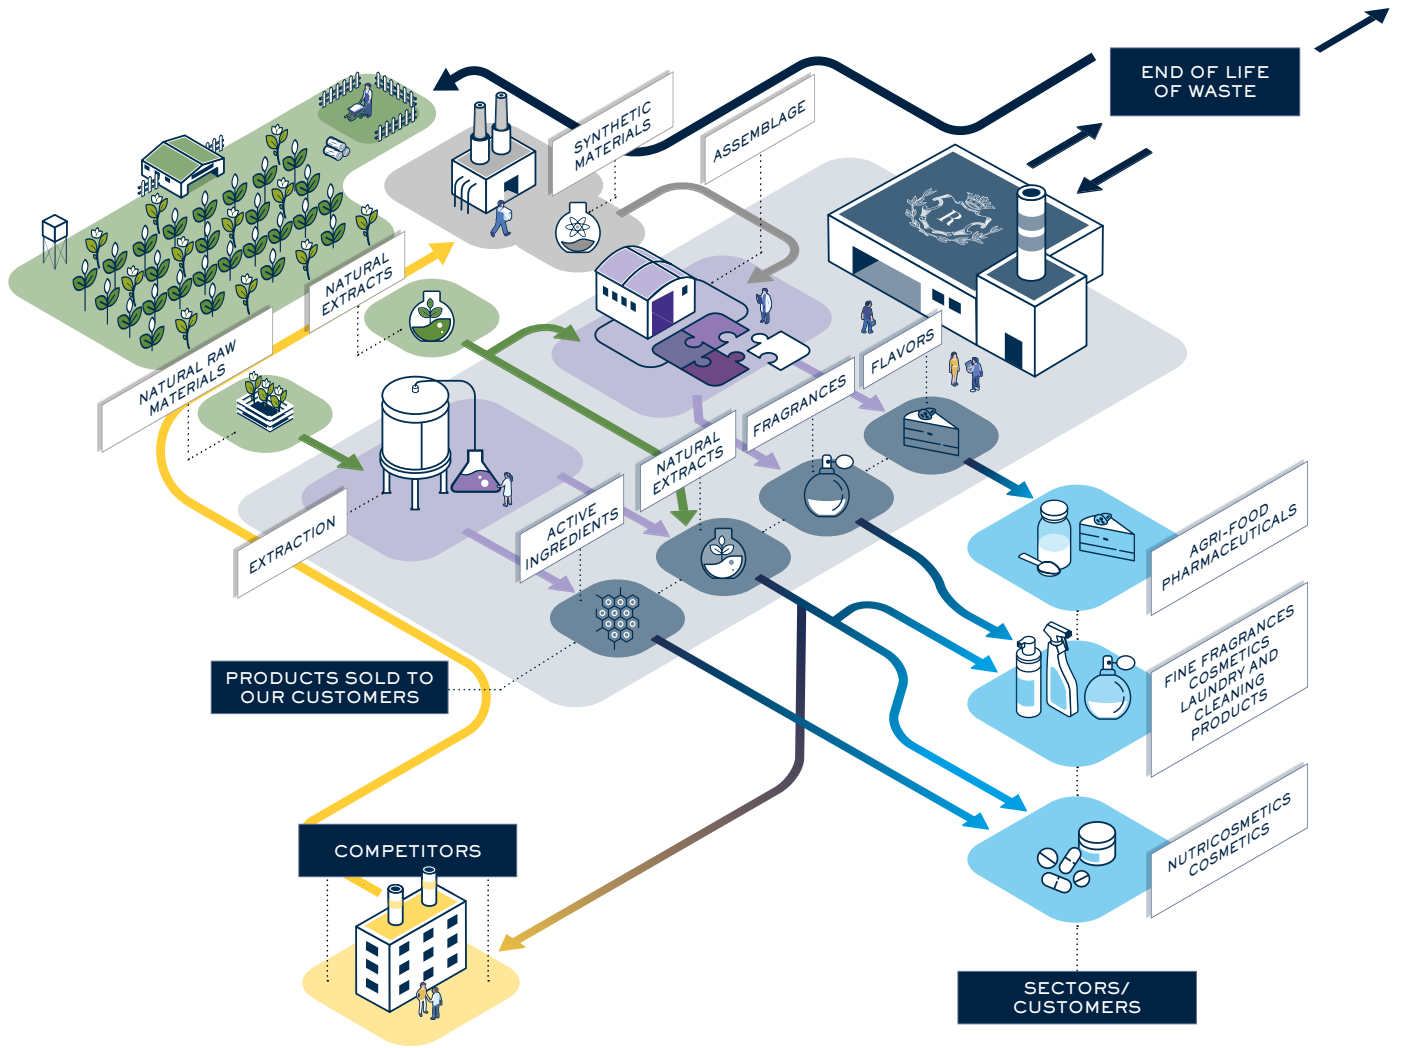 END OF LIFE
OF WASTE
SYNTHETIC
MATERIALS
ASSEMBLAGE
NATURAL
EXTRACTS
NATURAL RAW
MATERIALS
R
FLAVORS
FRAGRANCES
NATURAL
EXTRACTS
ACTIVE
INGREDIENTS
EXTRACTION
AGRI-FOOD
PHARMACEUTICALS
FINE FRAGRANCES
COSMETICS
LAUNDRY AND
CLEANING
PRODUCTS
PRODUCTS SOLD TO
OUR CUSTOMERS
NUTRICOSMETICS
COSMETICS
COMPETITORS
SECTORS/
CUSTOMERS